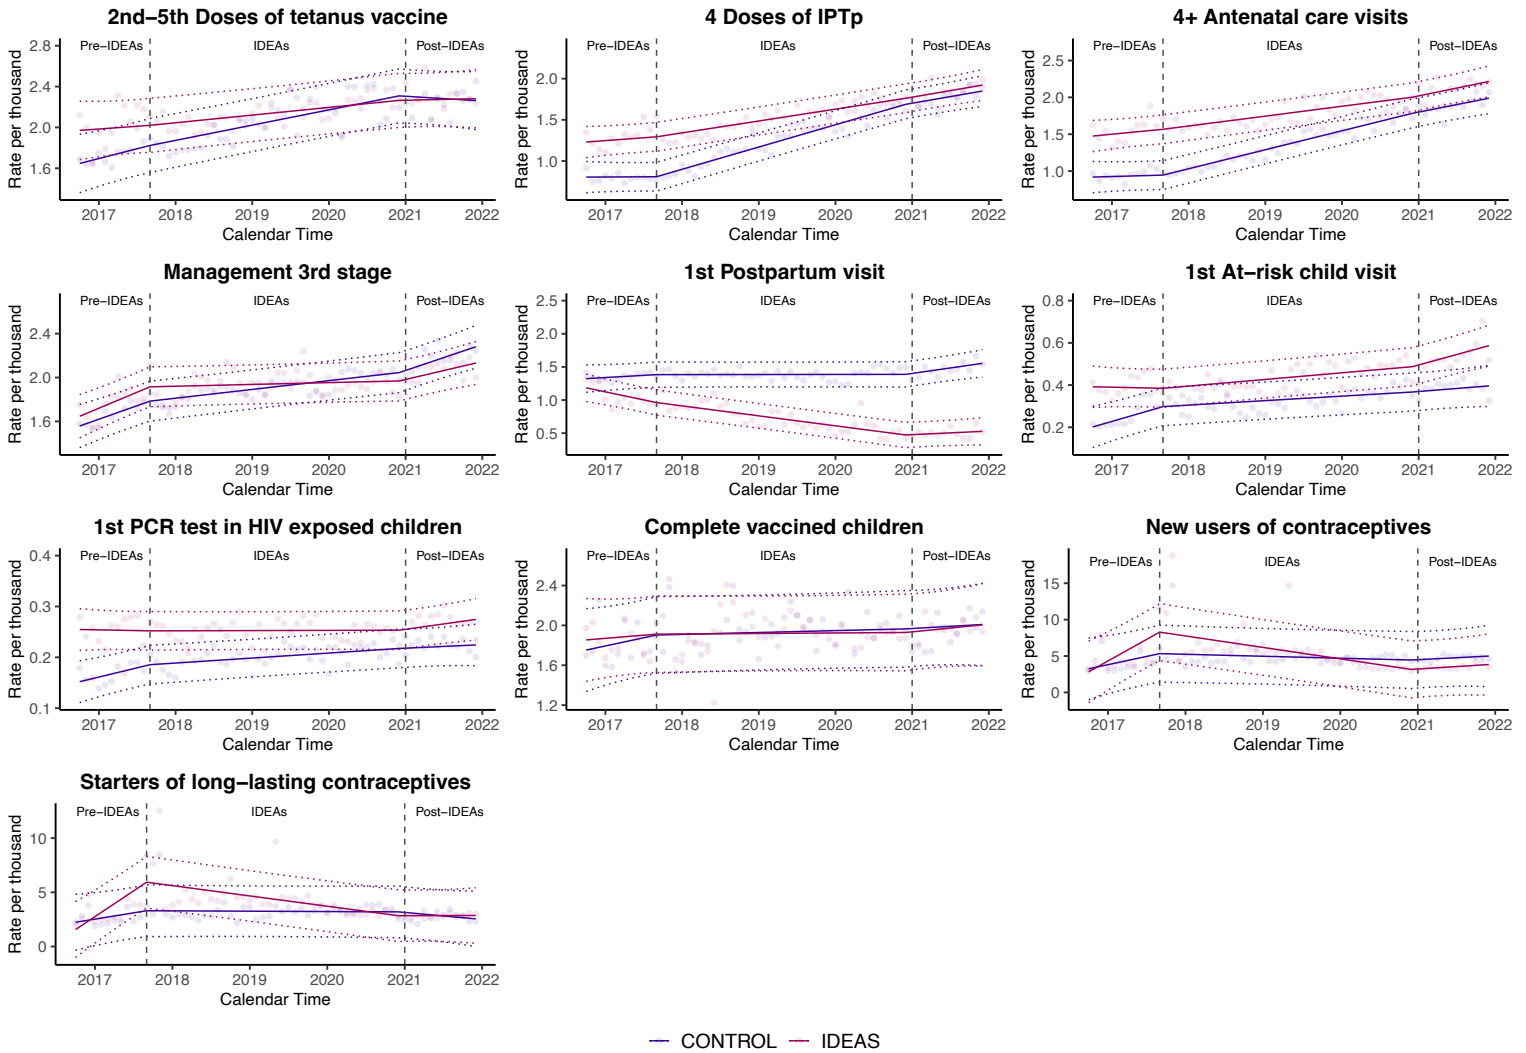 2nd–5th Doses of tetanus vaccine
Rate per thousand
2.8
2.4
2.0
1.6
Pre–IDEAs
IDEAs
Post–IDEAs
2017 2018 2019 2020 2021 2022
Calendar Time
4 Doses of IPTp
Rate per thousand
2.0
1.5
1.0
Pre–IDEAs
IDEAs
Post–IDEAs
2017 2018 2019 2020 2021 2022
Calendar Time
4+ Antenatal care visits
Rate per thousand
2.5
2.0
1.5
1.0
Pre–IDEAs
IDEAs
Post–IDEAs
2017 2018 2019 2020 2021 2022
Calendar Time
Management 3rd stage
Rate per thousand
2.4
2.0
1.6
Pre–IDEAs
IDEAs
Post–IDEAs
2017 2018 2019 2020 2021 2022
Calendar Time
1st Postpartum visit
Rate per thousand
2.5
2.0
1.5
1.0
0.5
Pre–IDEAs
IDEAs
Post–IDEAs
2017 2018 2019 2020 2021 2022
Calendar Time
1st At–risk child visit
Rate per thousand
0.8
0.6
0.4
0.2
Pre–IDEAs
IDEAs
Post–IDEAs
2017 2018 2019 2020 2021 2022
Calendar Time
1st PCR test in HIV exposed children
Rate per thousand
0.4
0.3
0.2
0.1
Pre–IDEAs
IDEAs
Post–IDEAs
2017 2018 2019 2020 2021 2022
Calendar Time
Complete vaccined children
Rate per thousand
2.4
2.0
1.6
1.2
Pre–IDEAs
IDEAs
Post–IDEAs
2017 2018 2019 2020 2021 2022
Calendar Time
New users of contraceptives
Rate per thousand
15
10
5
0
Pre–IDEAs
IDEAs
Post–IDEAs
2017 2018 2019 2020 2021 2022
Calendar Time
Starters of long–lasting contraceptives
Rate per thousand
10
5
0
Pre–IDEAs
IDEAs
Post–IDEAs
2017 2018 2019 2020 2021 2022
Calendar Time
CONTROL IDEAS